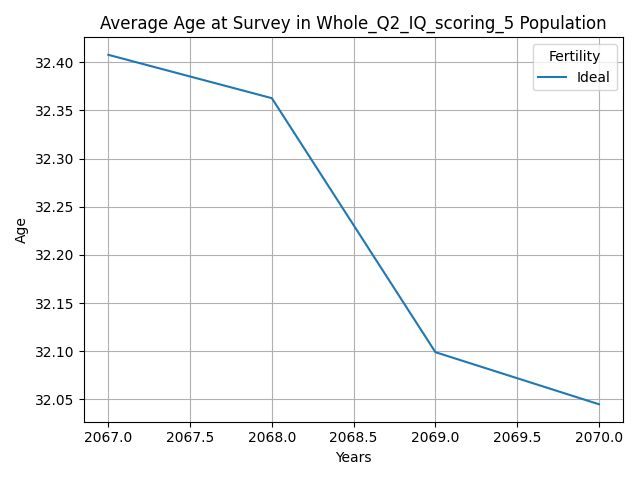 Average Age at Survey in Whole_Q2_IQ_scoring_5 Population
Fertility
Ideal
32.40
32.35
32.30
32.25
32.20
32.15
32.10
32.05
Age
2067.0 2067.5 2068.0 2068.5 2069.0 2069.5 2070.0
Years